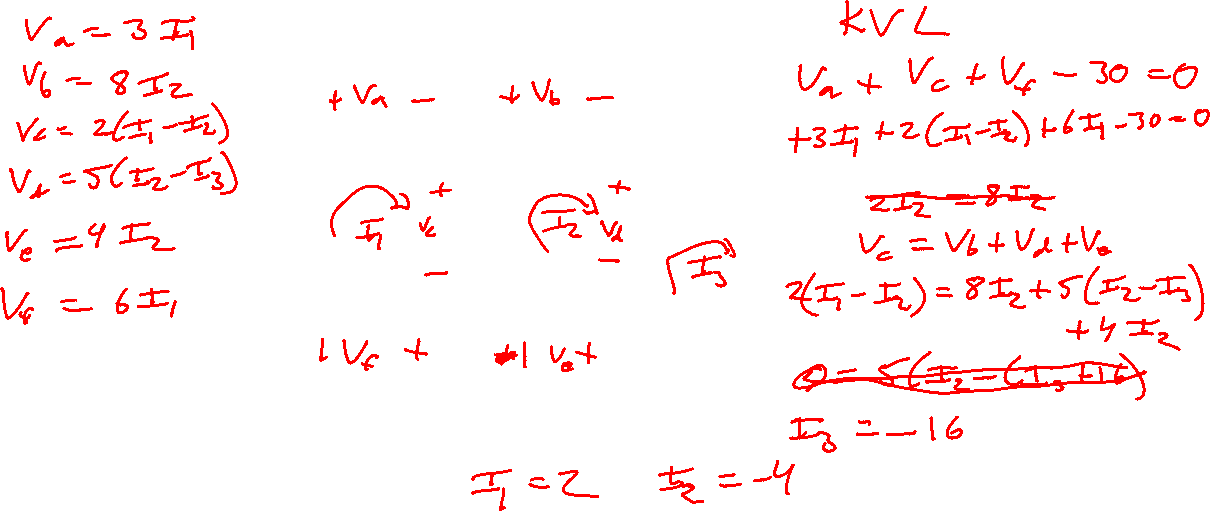 Va = 3 I1
Vb = 8 I2
Vc = 2(I1 - I2)
Vd = 5(I2 - I3)
Ve = 4 I2
Vf = 6 I1
+ Va - + Vb -
I1 + Vc -
I2 + Vd -
I3
- Vf + - Ve +
KVL
Va + Vc + Vf - 30 = 0
+3I1 + 2(I1 - I2) + 6I1 - 30 = 0
2I2 = 8I2
Vc = Vb + Vd + Ve
2(I1 - I2) = 8I2 + 5(I2 - I3)
+ 4 I2
I3 = -16
I1 = 2 I2 = -4